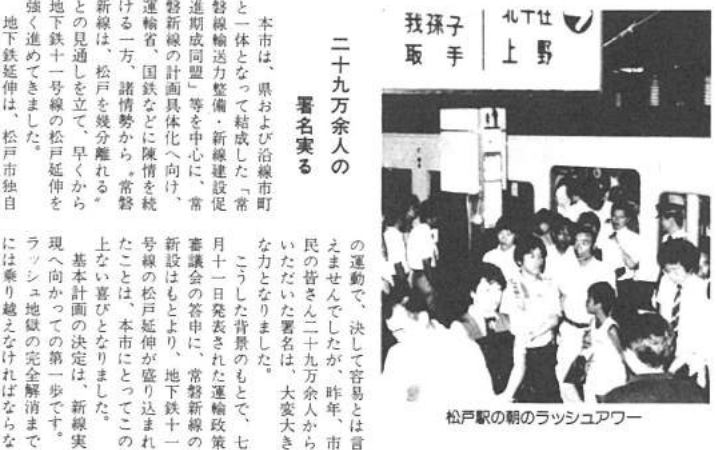 我孫子
取手
北千住
上野
7
松戸駅の朝のラッシュアワー
二十九万余人の
署名実る
本市は、県および沿線市町
と一体となって結成した「常
磐線輸送力整備・新線建設促
進期成同盟」等を中心に、常
磐新線の計画具体化へ向け、
運輸省、国鉄などに陳情を続
ける一方、諸情勢から〝常磐
新線は、松戸を幾分離れる〟
との見通しを立て、早くから
地下鉄十一号線の松戸延伸を
強く進めてきました。
地下鉄延伸は、松戸市独自
の運動で、決して容易とは言
えませんでしたが、昨年、市
民の皆さん二十九万余人から
いただいた署名は、大変大き
な力となりました。
こうした背景のもとで、七
月十一日発表された運輸政策
審議会の答申に、常磐新線の
新設はもとより、地下鉄十一
号線の松戸延伸が盛り込まれ
たことは、本市にとってこの
上ない喜びとなりました。
基本計画の決定は、新線実
現へ向かっての第一歩です。
ラッシュ地獄の完全解消まで
には乗り越えなければならな